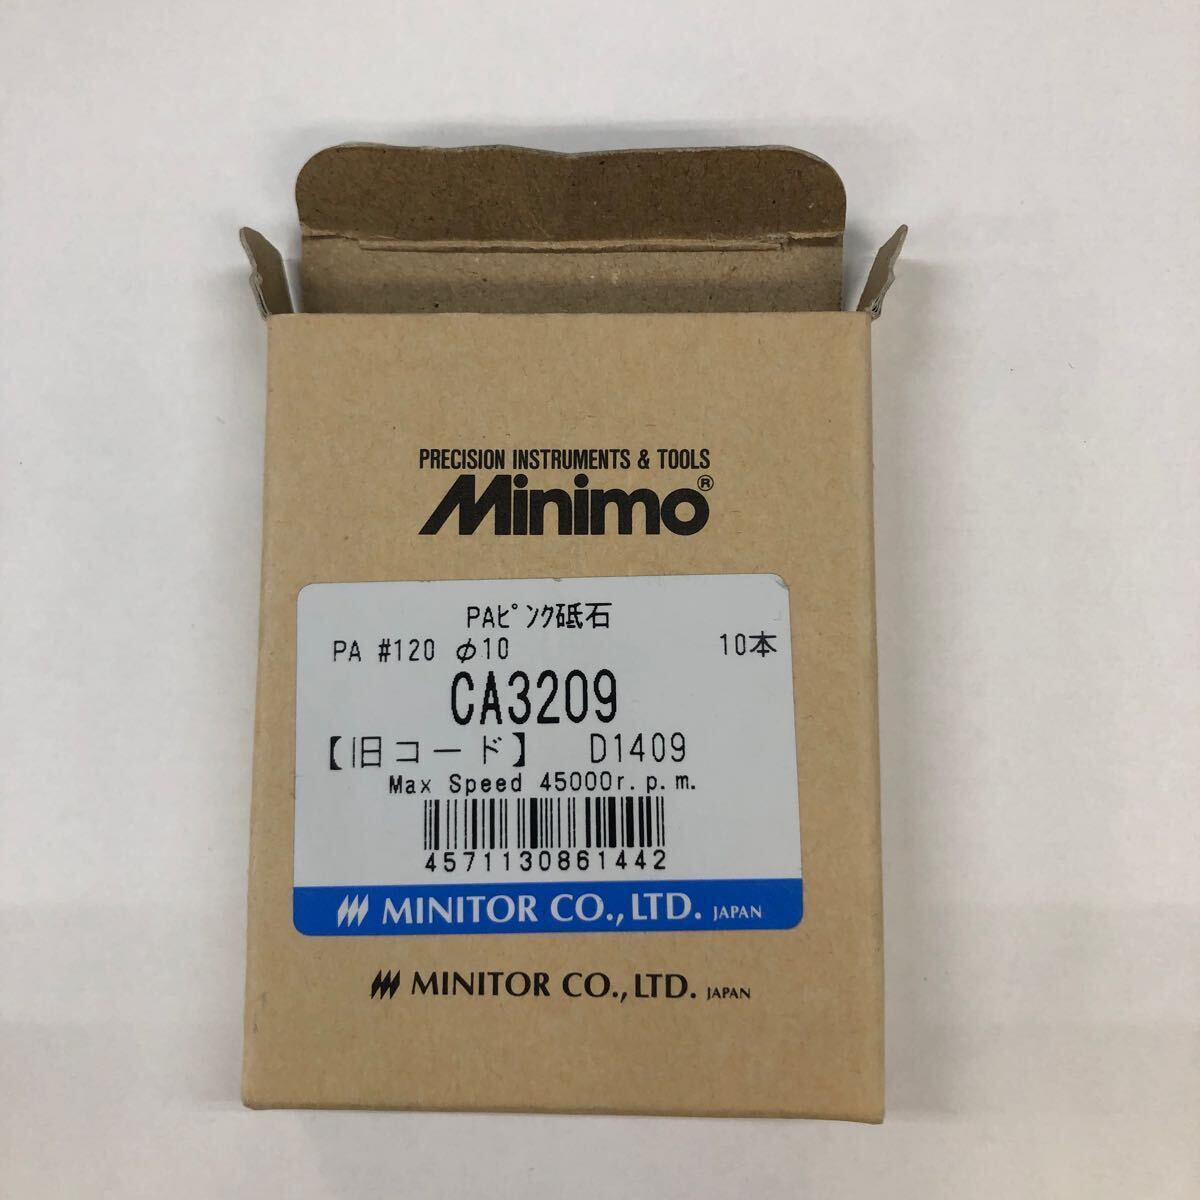 PRECISION INSTRUMENTS & TOOLS
Minimo®
PAﾋﾟﾝｸ砥石
PA #120 φ10 10本
CA3209
【旧コード】 D1409
Max Speed 45000r.p.m.
4571130861442
MINITOR CO.,LTD. JAPAN
MINITOR CO.,LTD. JAPAN